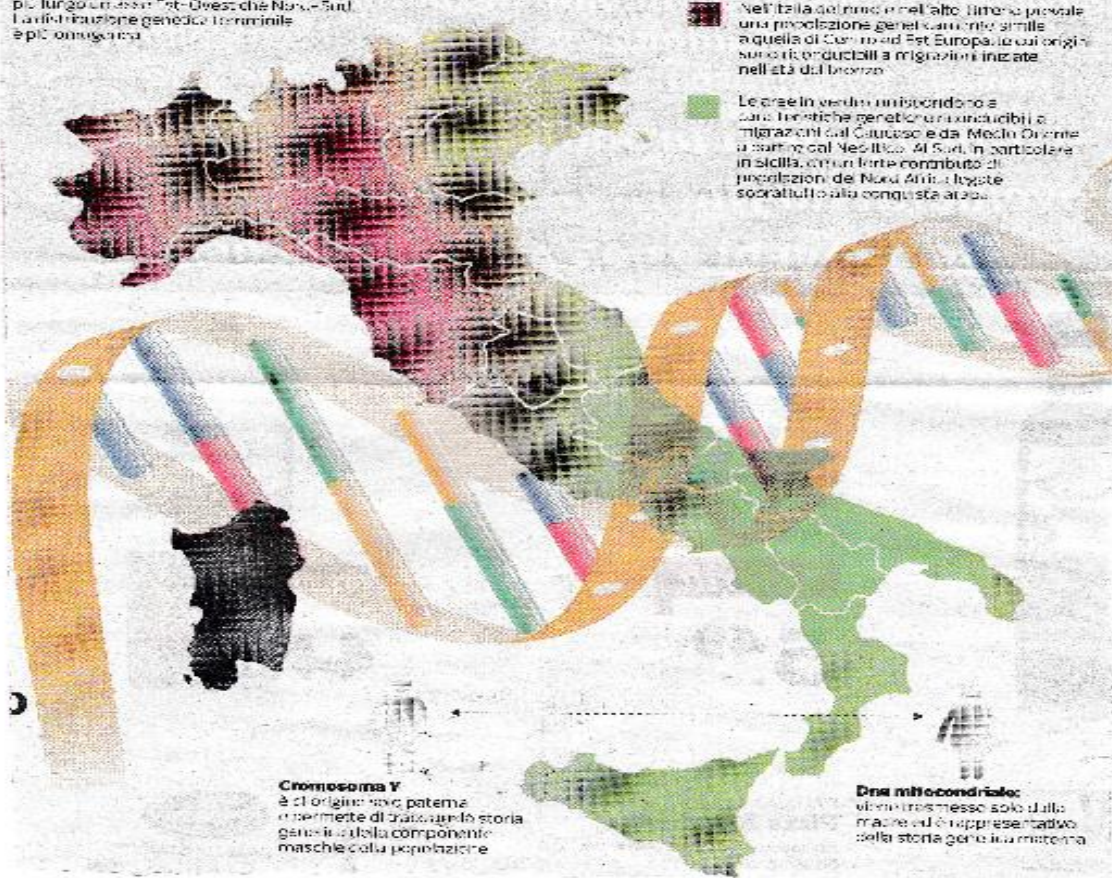 più lungo un asse Est-Ovest che Nord-Sud.
La distribuzione genetica femminile
è più omogenea
Nell'Italia del nord e nell'alto Tirreno prevale
una popolazione geneticamente simile
a quella di Centro ed Est Europa, le cui origini
sono riconducibili a migrazioni iniziate
nell'età del bronzo
Le aree in verde corrispondono a
caratteristiche genetiche riconducibili a
migrazioni dal Caucaso e dal Medio Oriente
a partire dal Neolitico. Al Sud, in particolare
in Sicilia, un forte contributo di
popolazioni del Nord Africa legate
soprattutto alla conquista araba
Cromosoma Y
è di origine solo paterna
e permette di tracciare la storia
genetica della componente
maschile della popolazione
Dna mitocondriale:
viene trasmesso solo dalla
madre ed è rappresentativo
della storia genetica materna